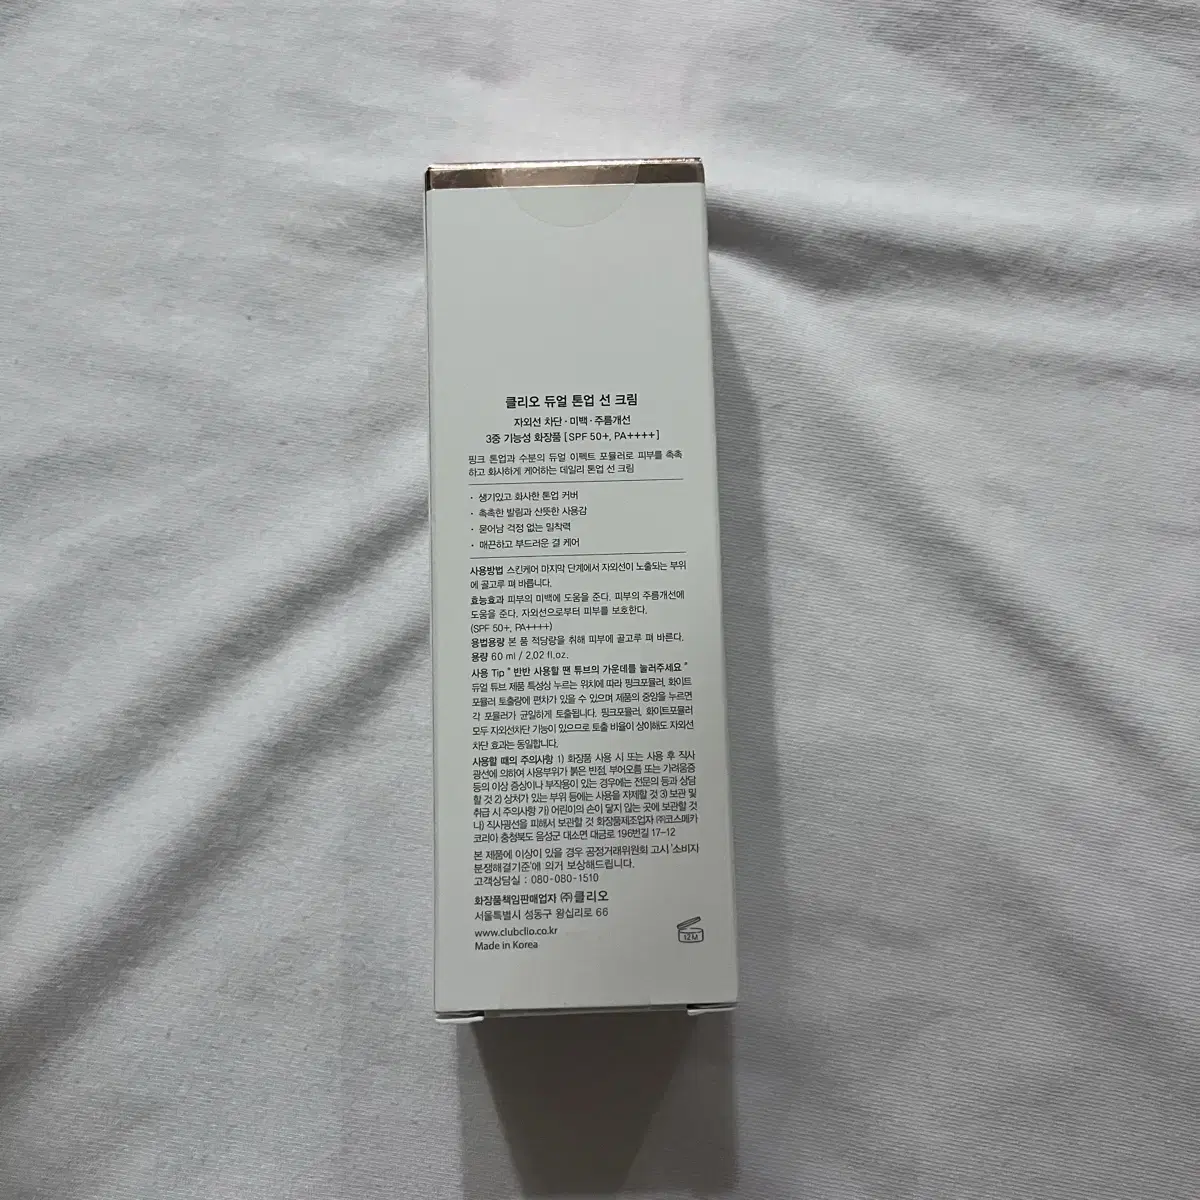 클리오 듀얼 톤업 선 크림
자외선 차단 · 미백 · 주름개선
3중 기능성 화장품 [SPF 50+, PA++++]
핑크 톤업과 수분의 듀얼 이펙트 포뮬러로 피부를 촉촉
하고 화사하게 케어하는 데일리 톤업 선 크림
· 생기있고 화사한 톤업 커버
· 촉촉한 발림과 산뜻한 사용감
· 묻어남 걱정 없는 밀착력
· 매끈하고 부드러운 결 케어
사용방법 스킨케어 마지막 단계에서 자외선이 노출되는 부위
에 골고루 펴 바릅니다.
효능효과 피부의 미백에 도움을 준다. 피부의 주름개선에
도움을 준다. 자외선으로부터 피부를 보호한다.
(SPF 50+, PA++++)
용법용량 본 품 적당량을 취해 피부에 골고루 펴 바른다.
용량 60 ml / 2.02 fl.oz.
사용 Tip " 반반 사용할 땐 튜브의 가운데를 눌러주세요 "
듀얼 튜브 제품 특성상 누르는 위치에 따라 핑크포뮬러, 화이트
포뮬러 토출량에 편차가 있을 수 있으며 제품의 중앙을 누르면
각 포뮬러가 균일하게 토출됩니다. 핑크포뮬러, 화이트포뮬러
모두 자외선차단 기능이 있으므로 토출 비율이 상이해도 자외선
차단 효과는 동일합니다.
사용할 때의 주의사항 1) 화장품 사용 시 또는 사용 후 직사
광선에 의하여 사용부위가 붉은 반점, 부어오름 또는 가려움증
등의 이상 증상이나 부작용이 있는 경우에는 전문의 등과 상담
할 것 2) 상처가 있는 부위 등에는 사용을 자제할 것 3) 보관 및
취급 시 주의사항 가) 어린이의 손이 닿지 않는 곳에 보관할 것
나) 직사광선을 피해서 보관할 것 화장품제조업자 ㈜코스메카
코리아 충청북도 음성군 대소면 대금로 196번길 17-12
본 제품에 이상이 있을 경우 공정거래위원회 고시 '소비자
분쟁해결기준'에 의거 보상해드립니다.
고객상담실 : 080-080-1510
화장품책임판매업자 ㈜클리오
서울특별시 성동구 왕십리로 66
www.clubclio.co.kr
Made in Korea
12M